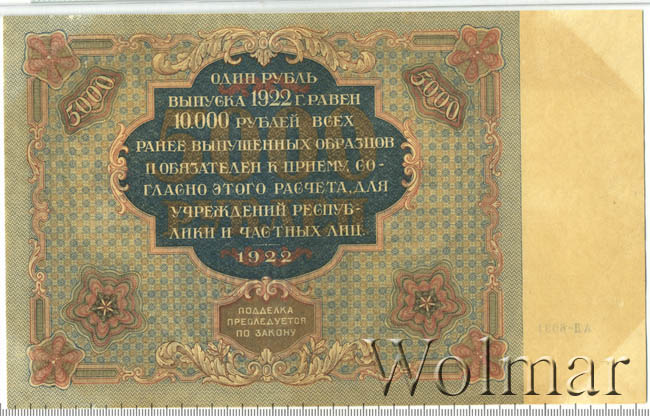 5000
5000
ОДИН РУБЛЬ
ВЫПУСКА 1922 Г. РАВЕН
10.000 РУБЛЕЙ ВСЕХ
РАНЕЕ ВЫПУЩЕННЫХ ОБРАЗЦОВ
И ОБЯЗАТЕЛЕН К ПРИЕМУ, СО-
ГЛАСНО ЭТОГО РАСЧЕТА, ДЛЯ
УЧРЕЖДЕНИЙ РЕСПУБ-
ЛИКИ И ЧАСТНЫХ ЛИЦ.
1922
ПОДДЕЛКА
ПРЕСЛЕДУЕТСЯ
ПО ЗАКОНУ
Wolmar